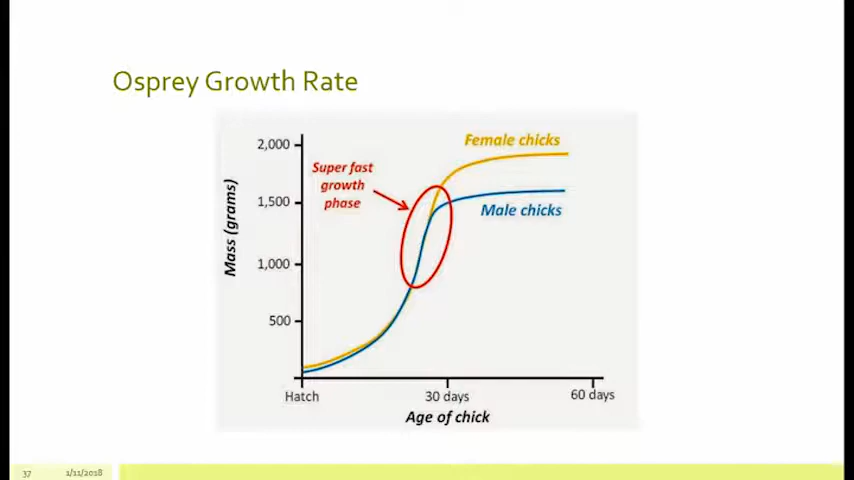 Osprey Growth Rate
2,000
1,500
1,000
500
Mass (grams)
Super fast
growth
phase
Female chicks
Male chicks
Hatch
30 days
60 days
Age of chick
37
1/11/2018